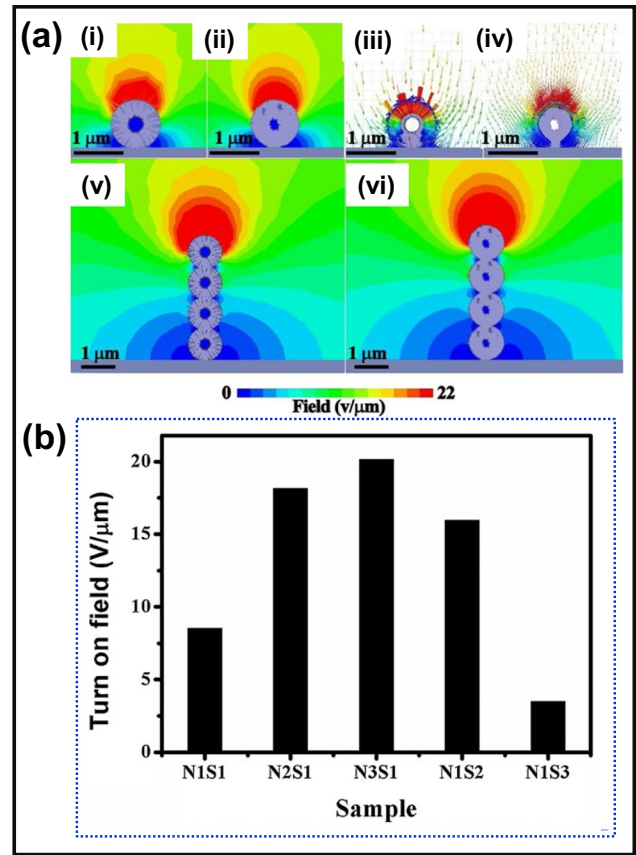 (a)
(i) (ii) (iii) (iv)
1 μm 1 μm 1 μm 1 μm
(v) (vi)
1 μm 1 μm
0 22
Field (v/μm)
(b)
Turn on field (V/μm)
20
15
10
5
0
N1S1 N2S1 N3S1 N1S2 N1S3
Sample